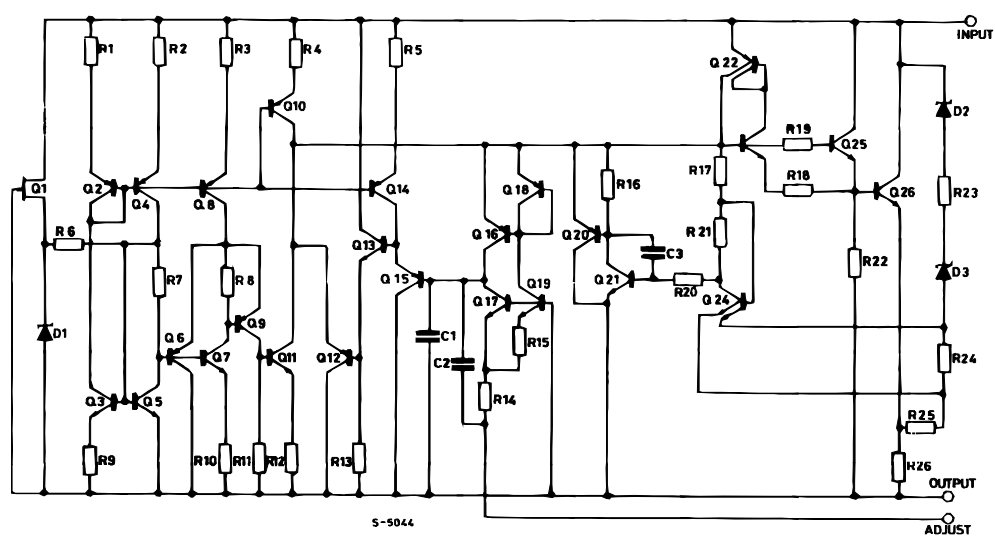 INPUT
R1 R2 R3 R4 R5
Q22
D2
Q10
R19 Q25
R17 R18
Q1 Q2 Q4 Q8 Q14 Q18 R16 Q26 R23
R6 Q13 Q16 Q20 C3 R21 R22
R7 R8 Q15 Q17 Q19 Q21 R20 Q24 D3
D1 Q6 Q7 Q9 Q11 Q12 C1 C2 R15 R24
Q3 Q5 R14 R25
R9 R10 R11 R12 R13 R26
OUTPUT
S-5044
ADJUST